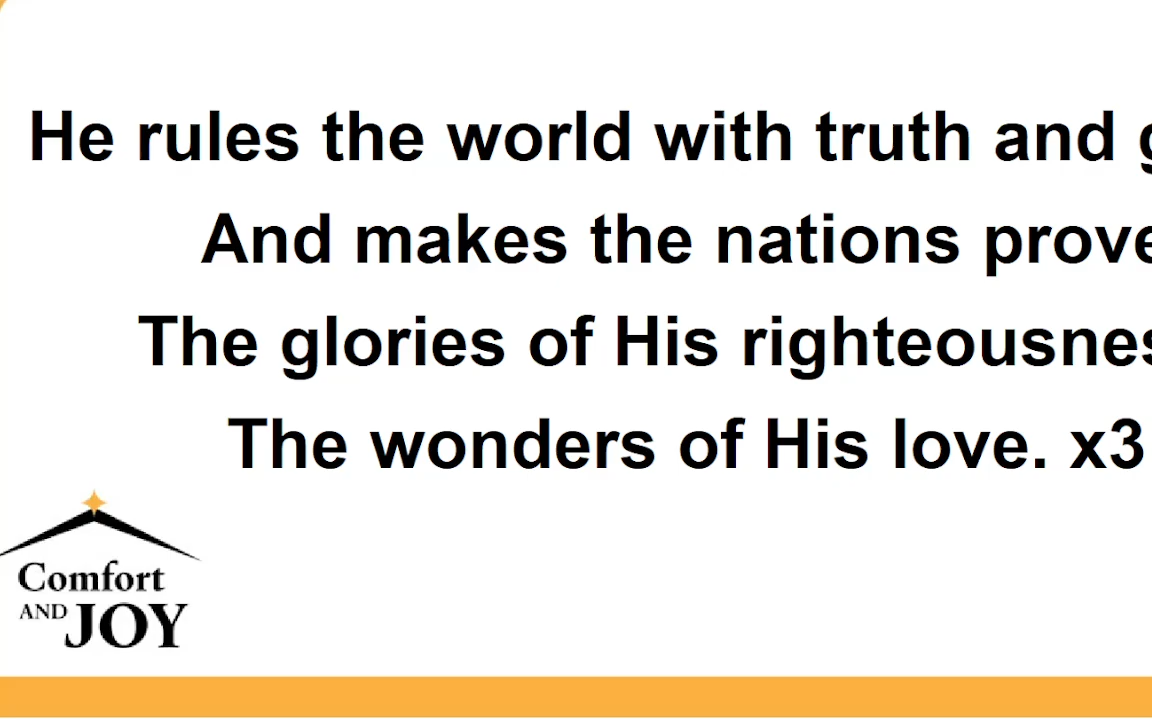 He rules the world with truth and g
And makes the nations prove
The glories of His righteousnes
The wonders of His love. x3
Comfort
AND JOY